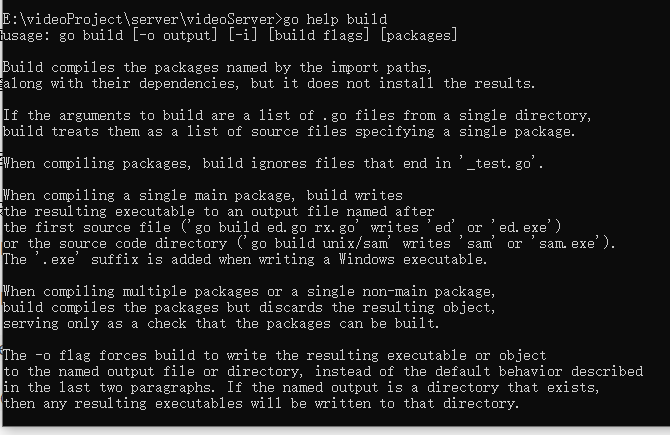 E:\videoProject\server\videoServer>go help build
usage: go build [-o output] [-i] [build flags] [packages]
Build compiles the packages named by the import paths,
along with their dependencies, but it does not install the results.
If the arguments to build are a list of .go files from a single directory,
build treats them as a list of source files specifying a single package.
When compiling packages, build ignores files that end in '_test.go'.
When compiling a single main package, build writes
the resulting executable to an output file named after
the first source file ('go build ed.go rx.go' writes 'ed' or 'ed.exe')
or the source code directory ('go build unix/sam' writes 'sam' or 'sam.exe').
The '.exe' suffix is added when writing a Windows executable.
When compiling multiple packages or a single non-main package,
build compiles the packages but discards the resulting object,
serving only as a check that the packages can be built.
The -o flag forces build to write the resulting executable or object
to the named output file or directory, instead of the default behavior described
in the last two paragraphs. If the named output is a directory that exists,
then any resulting executables will be written to that directory.